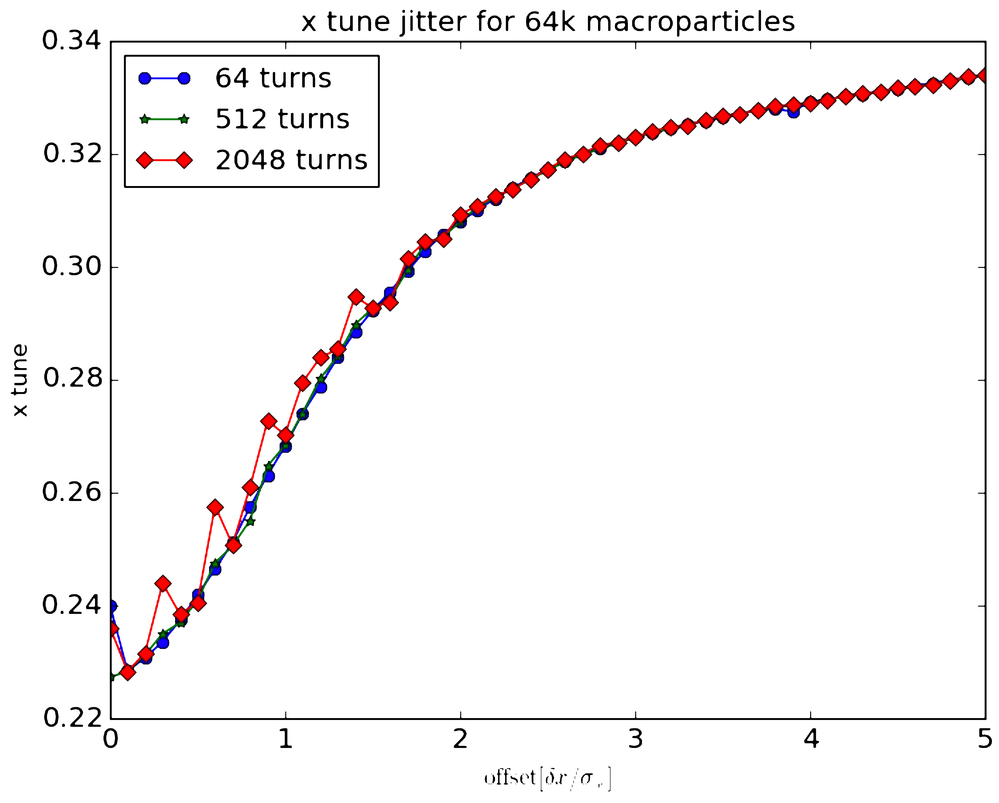 x tune jitter for 64k macroparticles
0.34
0.32
0.30
0.28
0.26
0.24
0.22
x tune
64 turns
512 turns
2048 turns
0 1 2 3 4 5
offset[δx/σ